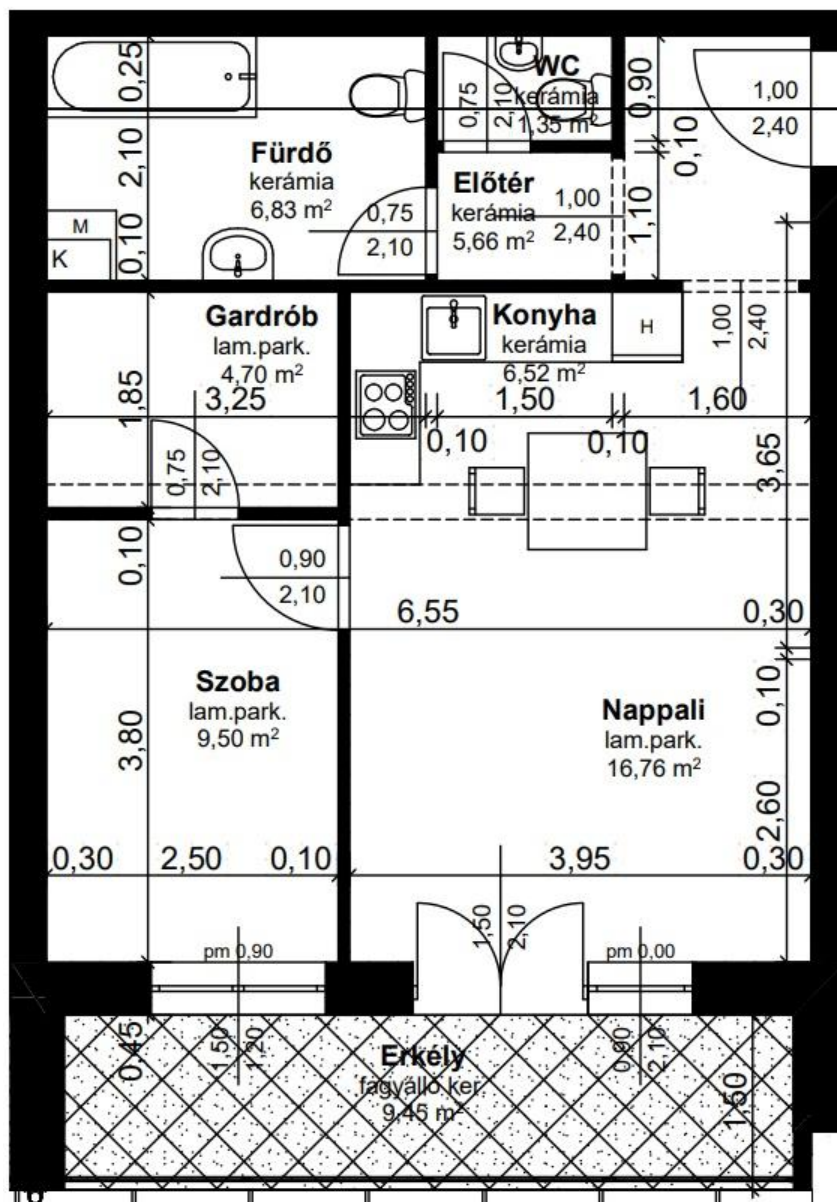 0,25
2,10
0,10
Fürdő
kerámia
6,83 m²
M
K
0,75
2,10
0,75
2,10
WC
kerámia
1,35 m²
Előtér
kerámia
5,66 m²
1,00
2,40
0,90
0,10
1,10
1,00
2,40
Gardrób
lam.park.
4,70 m²
1,85
3,25
0,75
2,10
Konyha
kerámia
6,52 m²
H
1,00
2,40
1,50
1,60
0,10
0,10
3,65
0,10
0,90
2,10
6,55
0,30
Szoba
lam.park.
9,50 m²
3,80
Nappali
lam.park.
16,76 m²
0,10
2,60
0,30
2,50
0,10
3,95
0,30
1,50
2,10
pm 0,90
pm 0,00
0,45
1,50
1,20
Erkély
fagyálló ker
9,45 m²
0,90
2,10
1,50